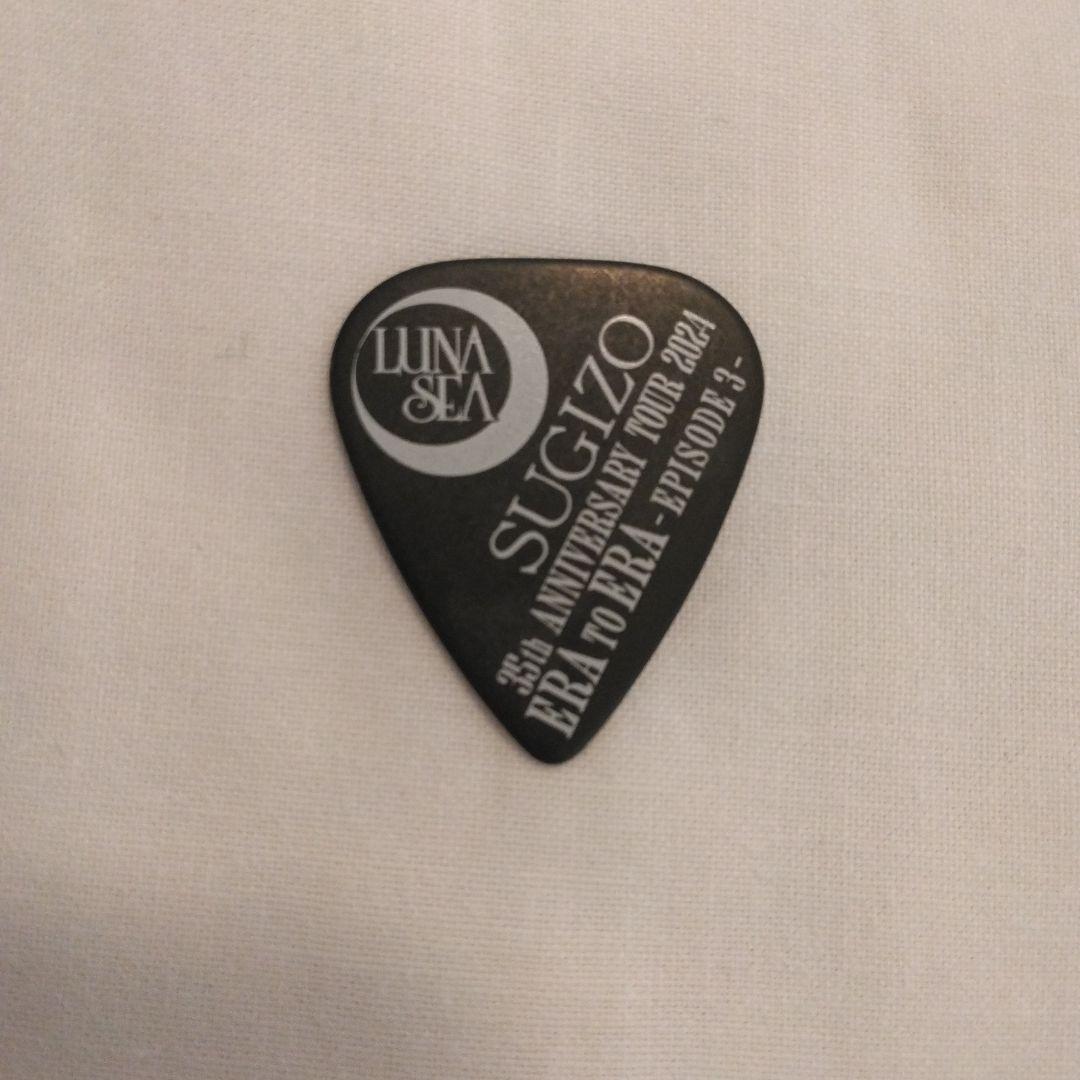 LUNA
SEA
SUGIZO
35th ANNIVERSARY TOUR 2024
ERA TO ERA - EPISODE 3 -